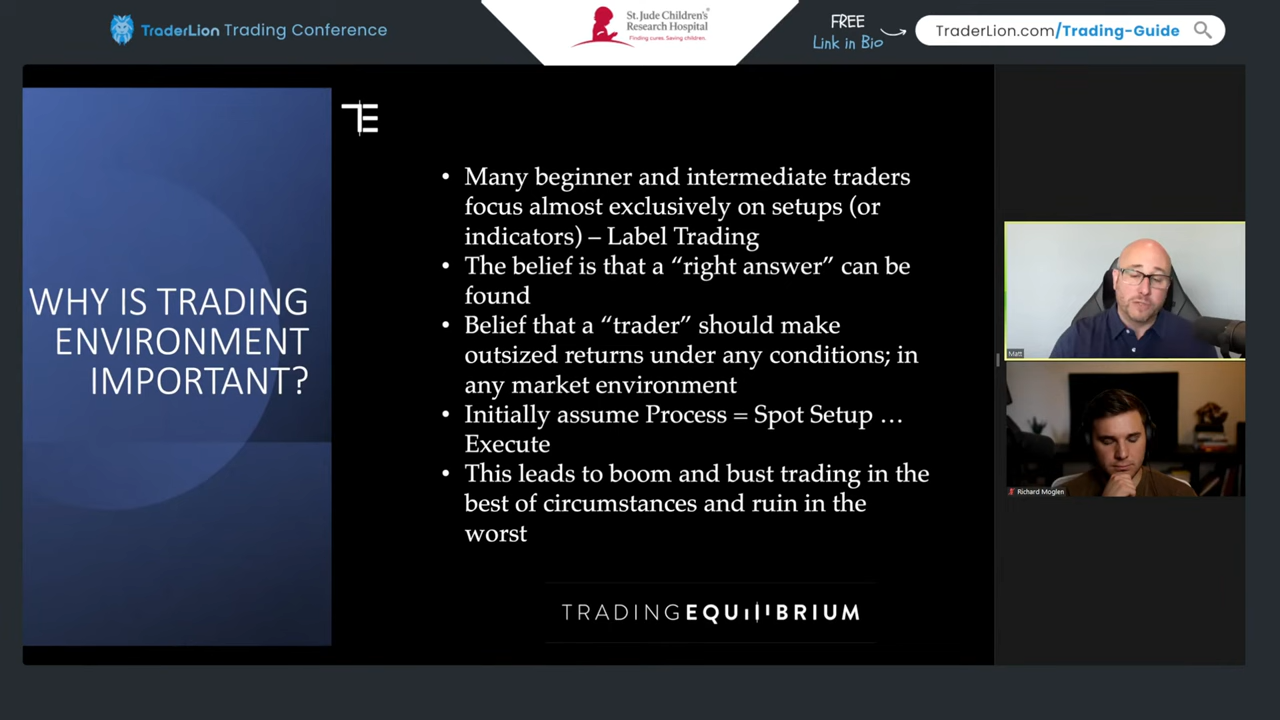 TraderLion Trading Conference
St. Jude Children's
Research Hospital
Finding cures. Saving children.
FREE
Link in Bio
TraderLion.com/Trading-Guide
TE
WHY IS TRADING
ENVIRONMENT
IMPORTANT?
• Many beginner and intermediate traders
focus almost exclusively on setups (or
indicators) – Label Trading
• The belief is that a “right answer” can be
found
• Belief that a “trader” should make
outsized returns under any conditions; in
any market environment
• Initially assume Process = Spot Setup …
Execute
• This leads to boom and bust trading in the
best of circumstances and ruin in the
worst
TRADINGEQUILIBRIUM
Matt
Richard Moglen